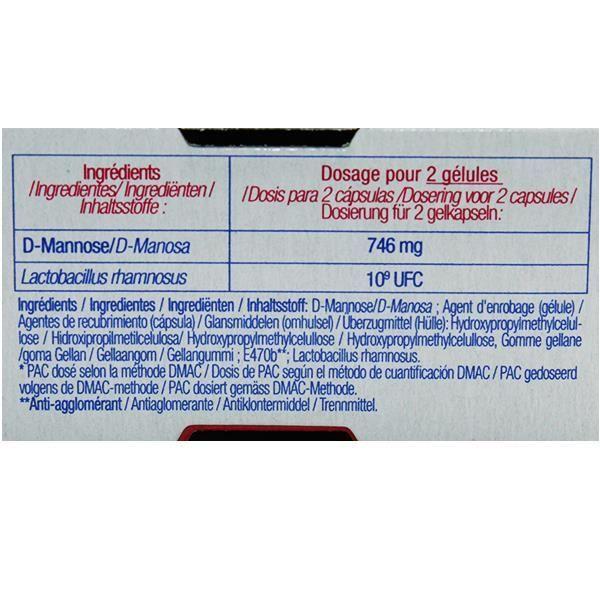 Ingrédients
/Ingredientes/ Ingrediënten /
Inhaltsstoffe :
Dosage pour 2 gélules
/Dosis para 2 cápsulas /Dosering voor 2 capsules /
Dosierung für 2 gelkapseln:
D-Mannose/D-Manosa
746 mg
Lactobacillus rhamnosus
10⁹ UFC
Ingrédients / Ingredientes / Ingrediënten / Inhaltsstoff: D-Mannose/D-Manosa ; Agent d'enrobage (gélule) /
Agentes de recubrimiento (cápsula) / Glansmiddelen (omhulsel) / Uberzugmittel (Hülle): Hydroxypropylmethylcelul-
lose / Hidroxipropilmetilcelulosa/ Hydroxypropylmethylcellulose / Hydroxypropylmethylcellulose, Gomme gellane
/goma Gellan / Gellaangorn / Gellangummi ; E470b**; Lactobacillus rhamnosus.
* PAC dosé selon la méthode DMAC / Dosis de PAC según el método de cuantificación DMAC / PAC gedoseerd
volgens de DMAC-methode / PAC dosiert gemäss DMAC-Methode.
**Anti-agglomérant / Antiaglomerante / Antiklontermiddel / Trennmittel.